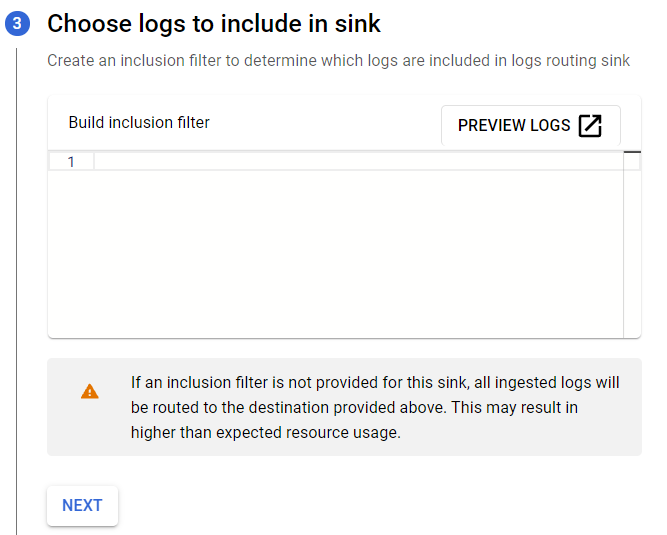 3 Choose logs to include in sink
Create an inclusion filter to determine which logs are included in logs routing sink
Build inclusion filter
PREVIEW LOGS
1
If an inclusion filter is not provided for this sink, all ingested logs will
be routed to the destination provided above. This may result in
higher than expected resource usage.
NEXT